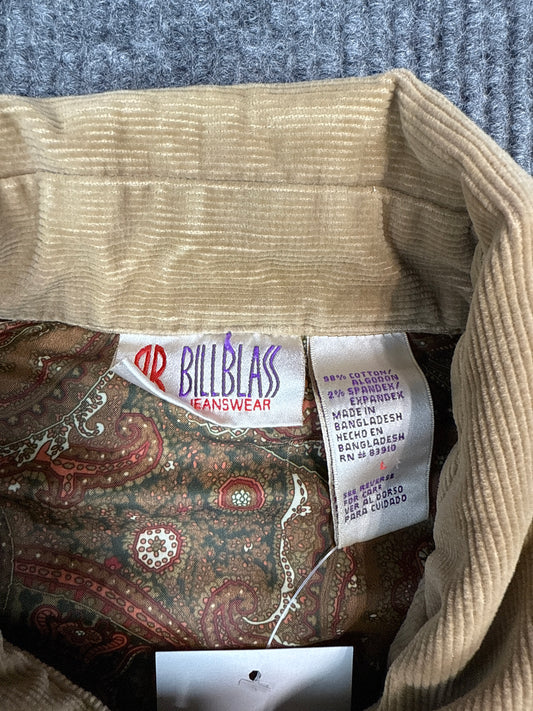 BILLBLASS
JEANSWEAR
98% COTTON/
ALGODON
2% SPANDEX/
EXPANDEX
MADE IN
BANGLADESH
HECHO EN
BANGLADESH
RN # 83910
SEE REVERSE
FOR CARE
VER AL DORSO
PARA CUIDADO